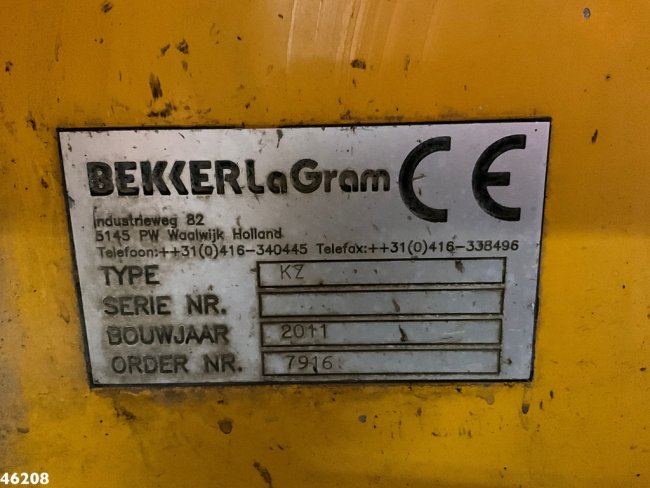 BEKKERLaGram CE
Industrieweg 82
5145 PW Waalwijk Holland
Telefoon:++31(0)416-340445 Telefax:++31(0)416-338496
TYPE KZ
SERIE NR.
BOUWJAAR 2011
ORDER NR. 7916
46208